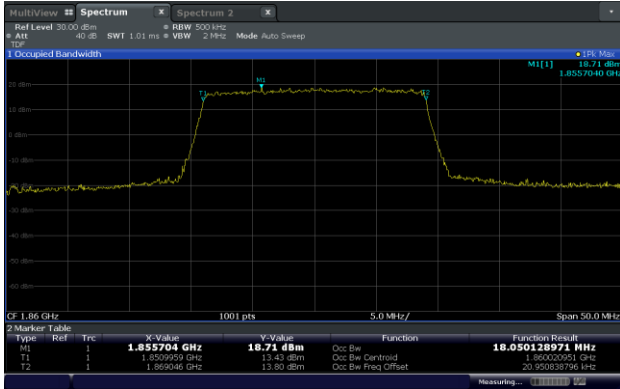 MultiView Spectrum X Spectrum 2 X
Ref Level 30.00 dBm RBW 500 kHz
Att 40 dB SWT 1.01 ms VBW 2 MHz Mode Auto Sweep
TDF
1 Occupied Bandwidth 1Pk Max
M1[1] 18.71 dBm
1.8557040 GHz
20 dBm
M1
T1 T2
10 dBm
0 dBm
-10 dBm
-20 dBm
-30 dBm
-40 dBm
-50 dBm
-60 dBm
CF 1.86 GHz 1001 pts 5.0 MHz/ Span 50.0 MHz
2 Marker Table
Type Ref Trc X-Value Y-Value Function Function Result
M1 1 1.855704 GHz 18.71 dBm Occ Bw 18.050128971 MHz
T1 1 1.8509959 GHz 13.43 dBm Occ Bw Centroid 1.860020951 GHz
T2 1 1.869046 GHz 13.80 dBm Occ Bw Freq Offset 20.950838796 kHz
Measuring...